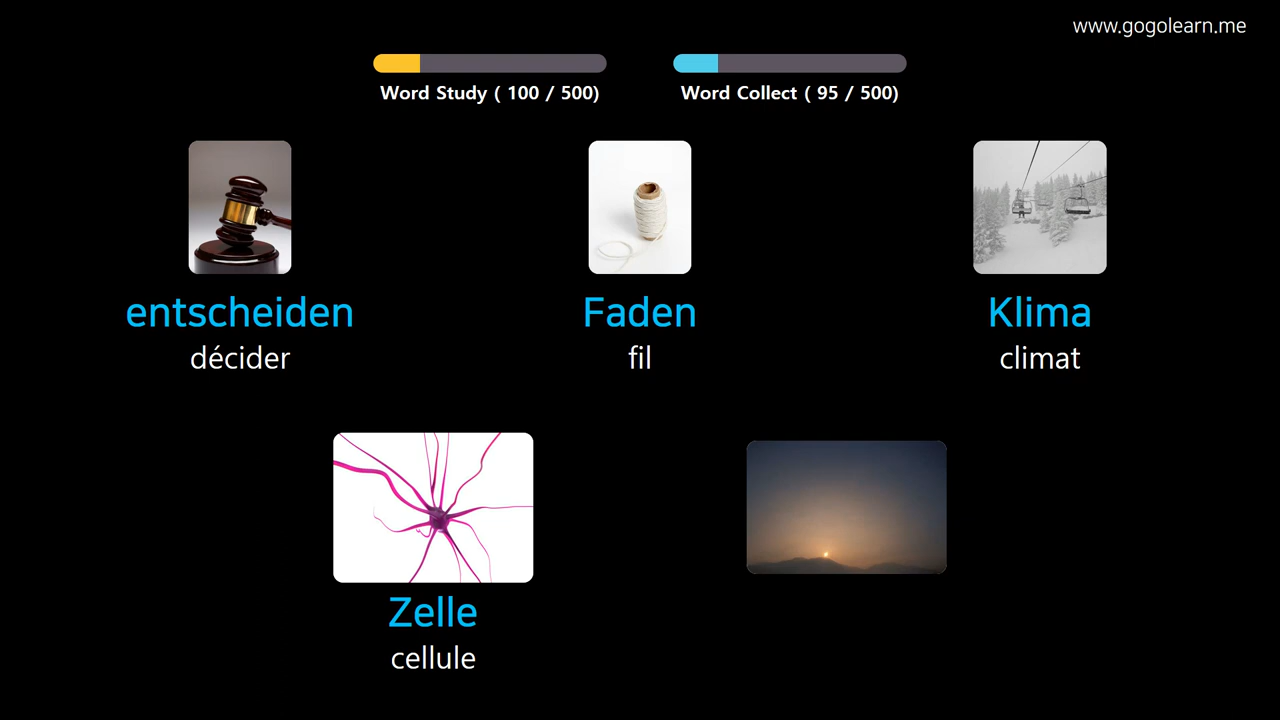 www.gogolearn.me
Word Study ( 100 / 500)
Word Collect ( 95 / 500)
entscheiden
décider
Faden
fil
Klima
climat
Zelle
cellule